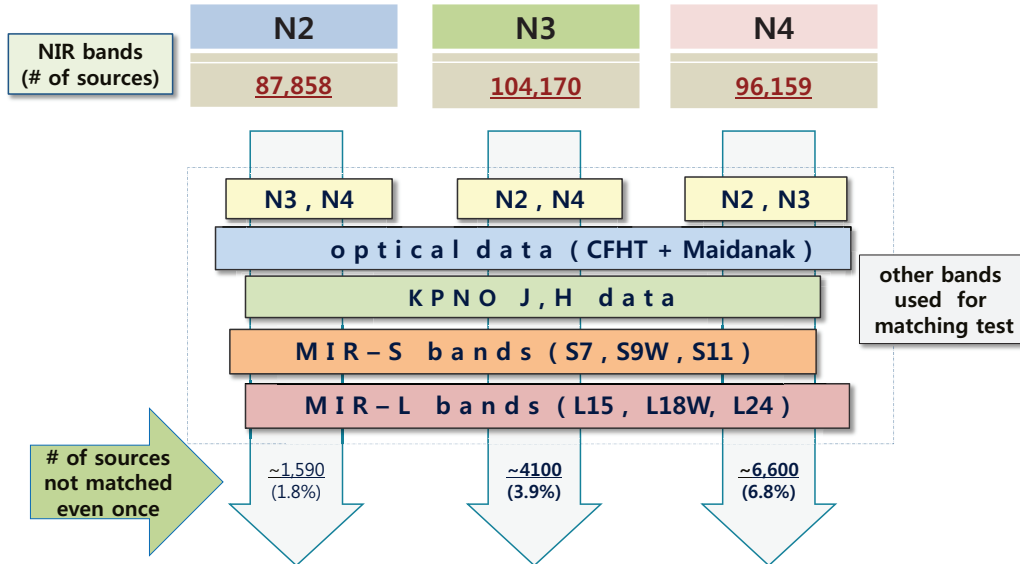 N2
N3
N4
NIR bands
(# of sources)
87,858
104,170
96,159
N3 , N4
N2 , N4
N2 , N3
optical data ( CFHT + Maidanak )
KPNO J , H data
MIR – S bands ( S7 , S9W , S11 )
MIR – L bands ( L15 , L18W, L24 )
other bands
used for
matching test
# of sources
not matched
even once
~1,590
(1.8%)
~4100
(3.9%)
~6,600
(6.8%)